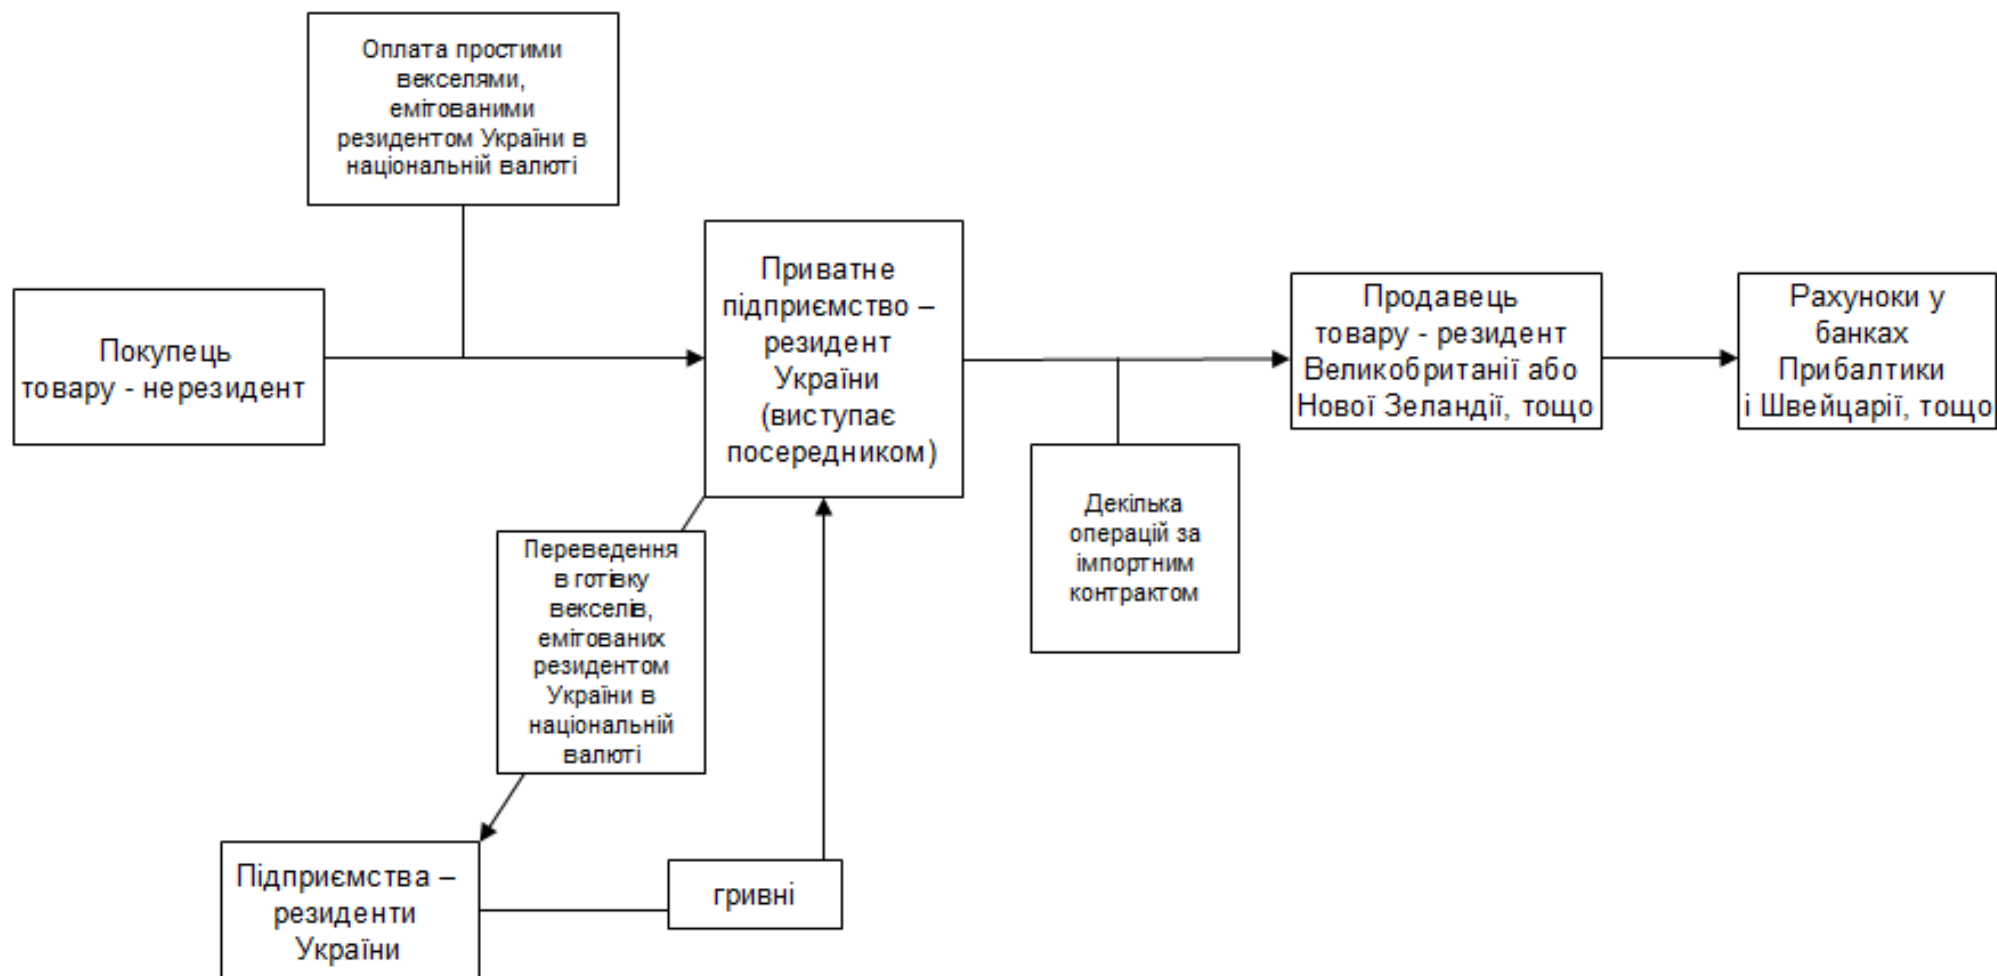 Оплата простими
векселями,
емітованими
резидентом України в
національній валюті
Покупець
товару - нерезидент
Приватне
підприємство –
резидент
України
(виступає
посередником)
Продавець
товару - резидент
Великобританії або
Нової Зеландії, тощо
Рахуноки у
банках
Прибалтики
і Швейцарії, тощо
Декілька
операцій за
імпортним
контрактом
Переведення
в готівку
векселів,
емітованих
резидентом
України в
національній
валюті
Підприємства –
резиденти
України
гривні